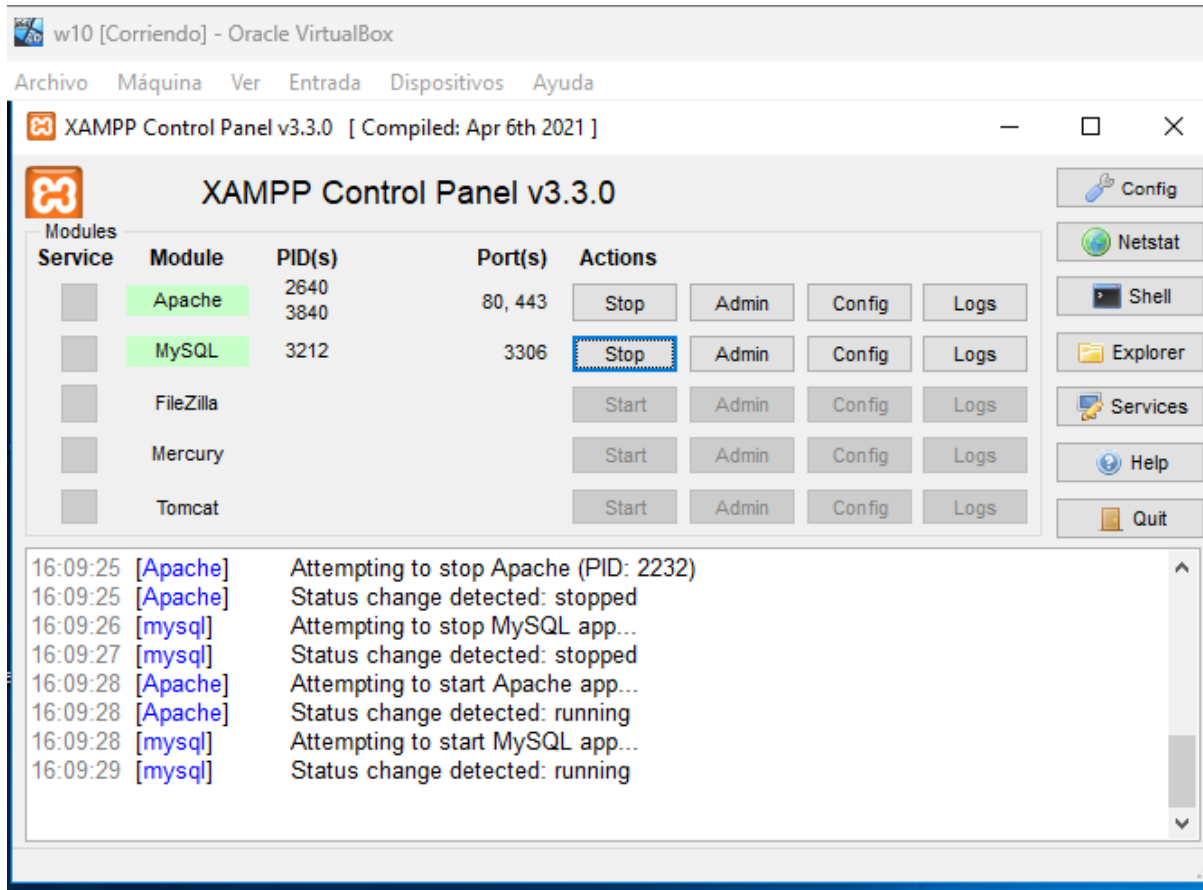 w10 [Corriendo] - Oracle VirtualBox
Archivo Máquina Ver Entrada Dispositivos Ayuda
XAMPP Control Panel v3.3.0 [ Compiled: Apr 6th 2021 ]
XAMPP Control Panel v3.3.0
Config
Modules
Netstat
Service Module PID(s) Port(s) Actions
Apache 2640 3840 80, 443 Stop Admin Config Logs
Shell
MySQL 3212 3306 Stop Admin Config Logs
Explorer
FileZilla Start Admin Config Logs
Services
Mercury Start Admin Config Logs
Help
Tomcat Start Admin Config Logs
Quit
16:09:25 [Apache] Attempting to stop Apache (PID: 2232)
16:09:25 [Apache] Status change detected: stopped
16:09:26 [mysql] Attempting to stop MySQL app...
16:09:27 [mysql] Status change detected: stopped
16:09:28 [Apache] Attempting to start Apache app...
16:09:28 [Apache] Status change detected: running
16:09:28 [mysql] Attempting to start MySQL app...
16:09:29 [mysql] Status change detected: running